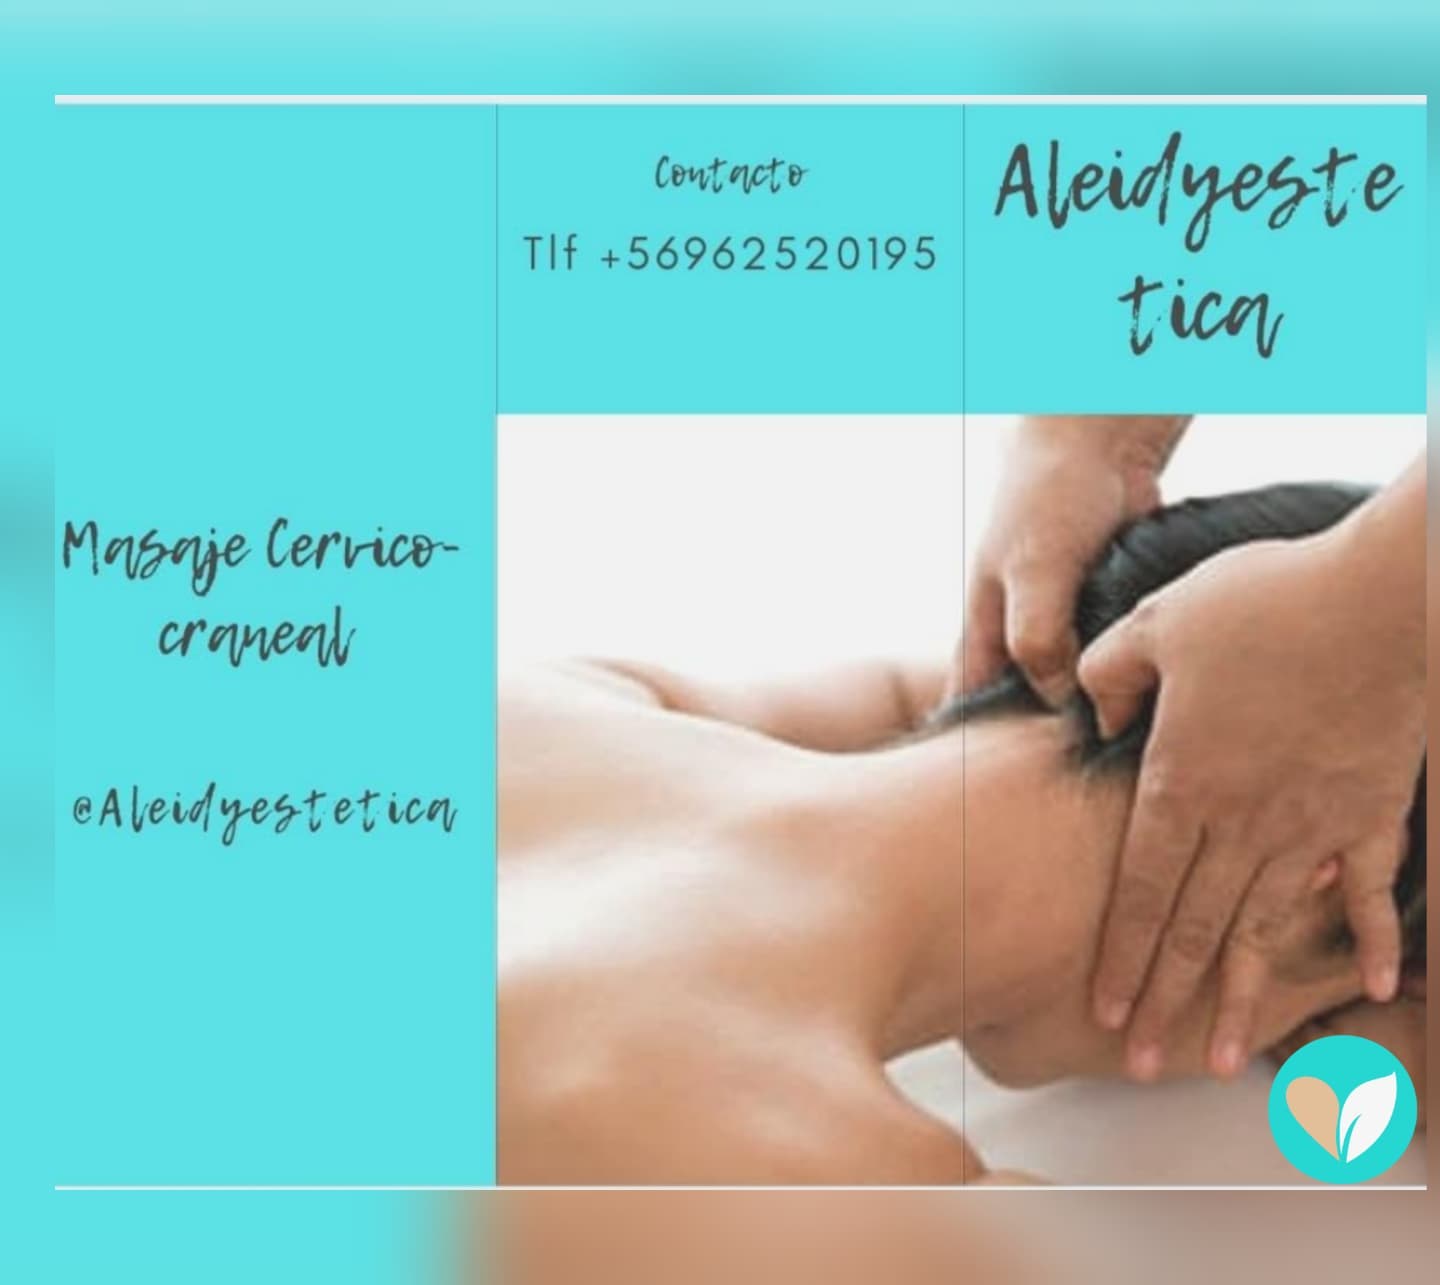 Masaje Cervico-
craneal
@Aleidyestetica
Contacto
Tlf +56962520195
Aleidyeste
tica